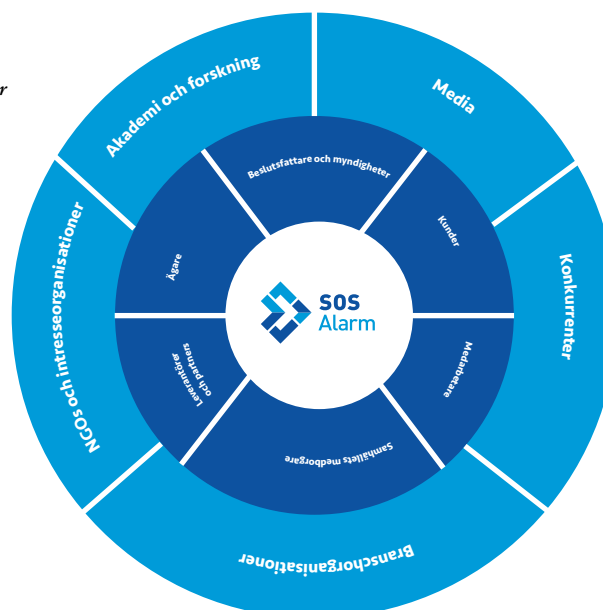 r
Akademi och forskning
Media
Konkurrenter
Branschorganisationer
NGOs och intresseorganisationer
Beslutsfattare och myndigheter
Kunder
Medarbetare
Samhällets medborgare
Leverantörer
och partners
Ägare
SOS
Alarm